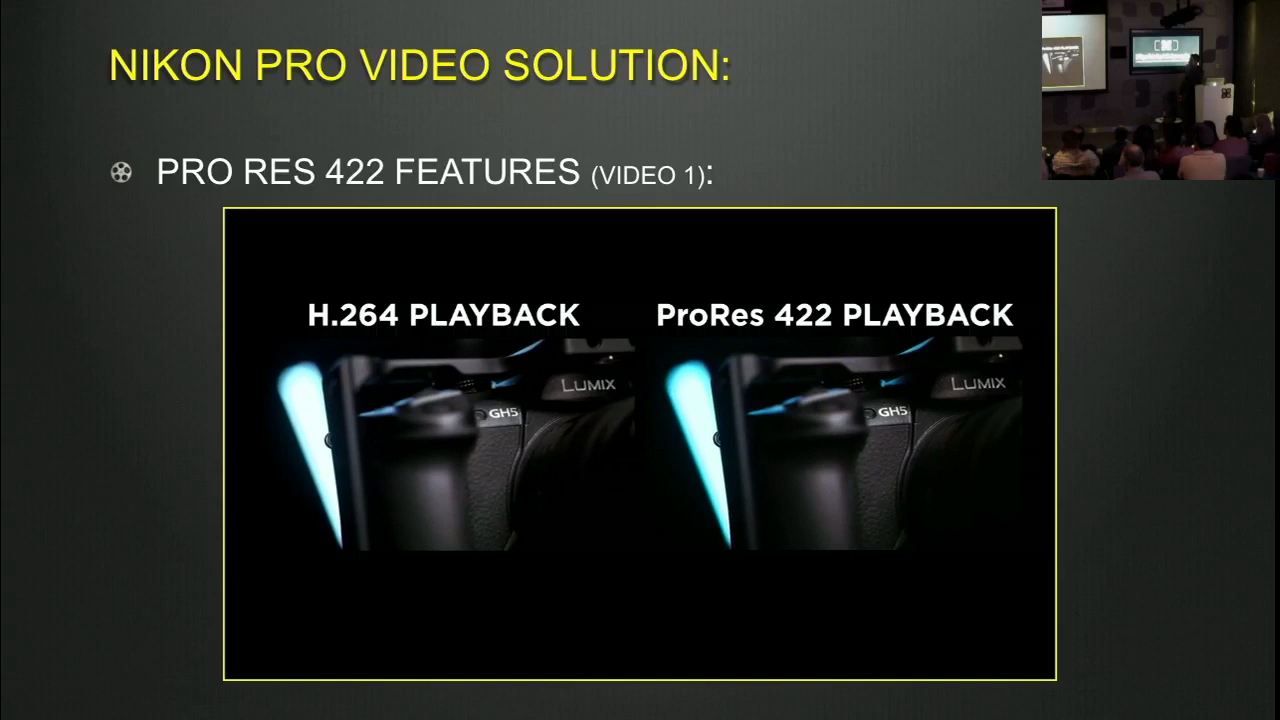 NIKON PRO VIDEO SOLUTION:
PRO RES 422 FEATURES (VIDEO 1):
H.264 PLAYBACK ProRes 422 PLAYBACK
LUMIX LUMIX
GH5 GH5